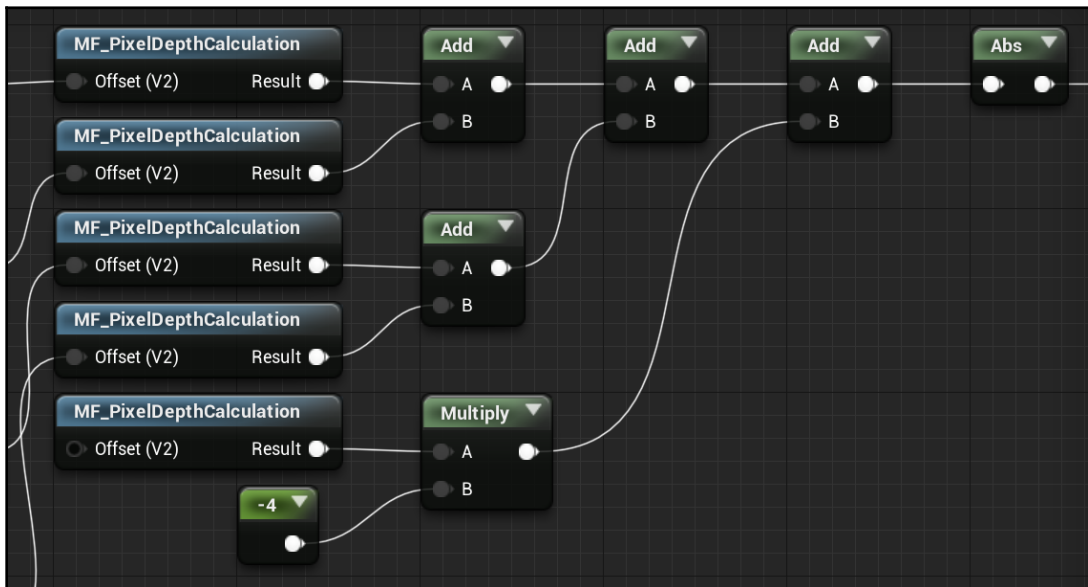 MF_PixelDepthCalculation
Offset (V2) Result
MF_PixelDepthCalculation
Offset (V2) Result
MF_PixelDepthCalculation
Offset (V2) Result
MF_PixelDepthCalculation
Offset (V2) Result
MF_PixelDepthCalculation
Offset (V2) Result
-4
Add
A
B
Add
A
B
Multiply
A
B
Add
A
B
Add
A
B
Abs